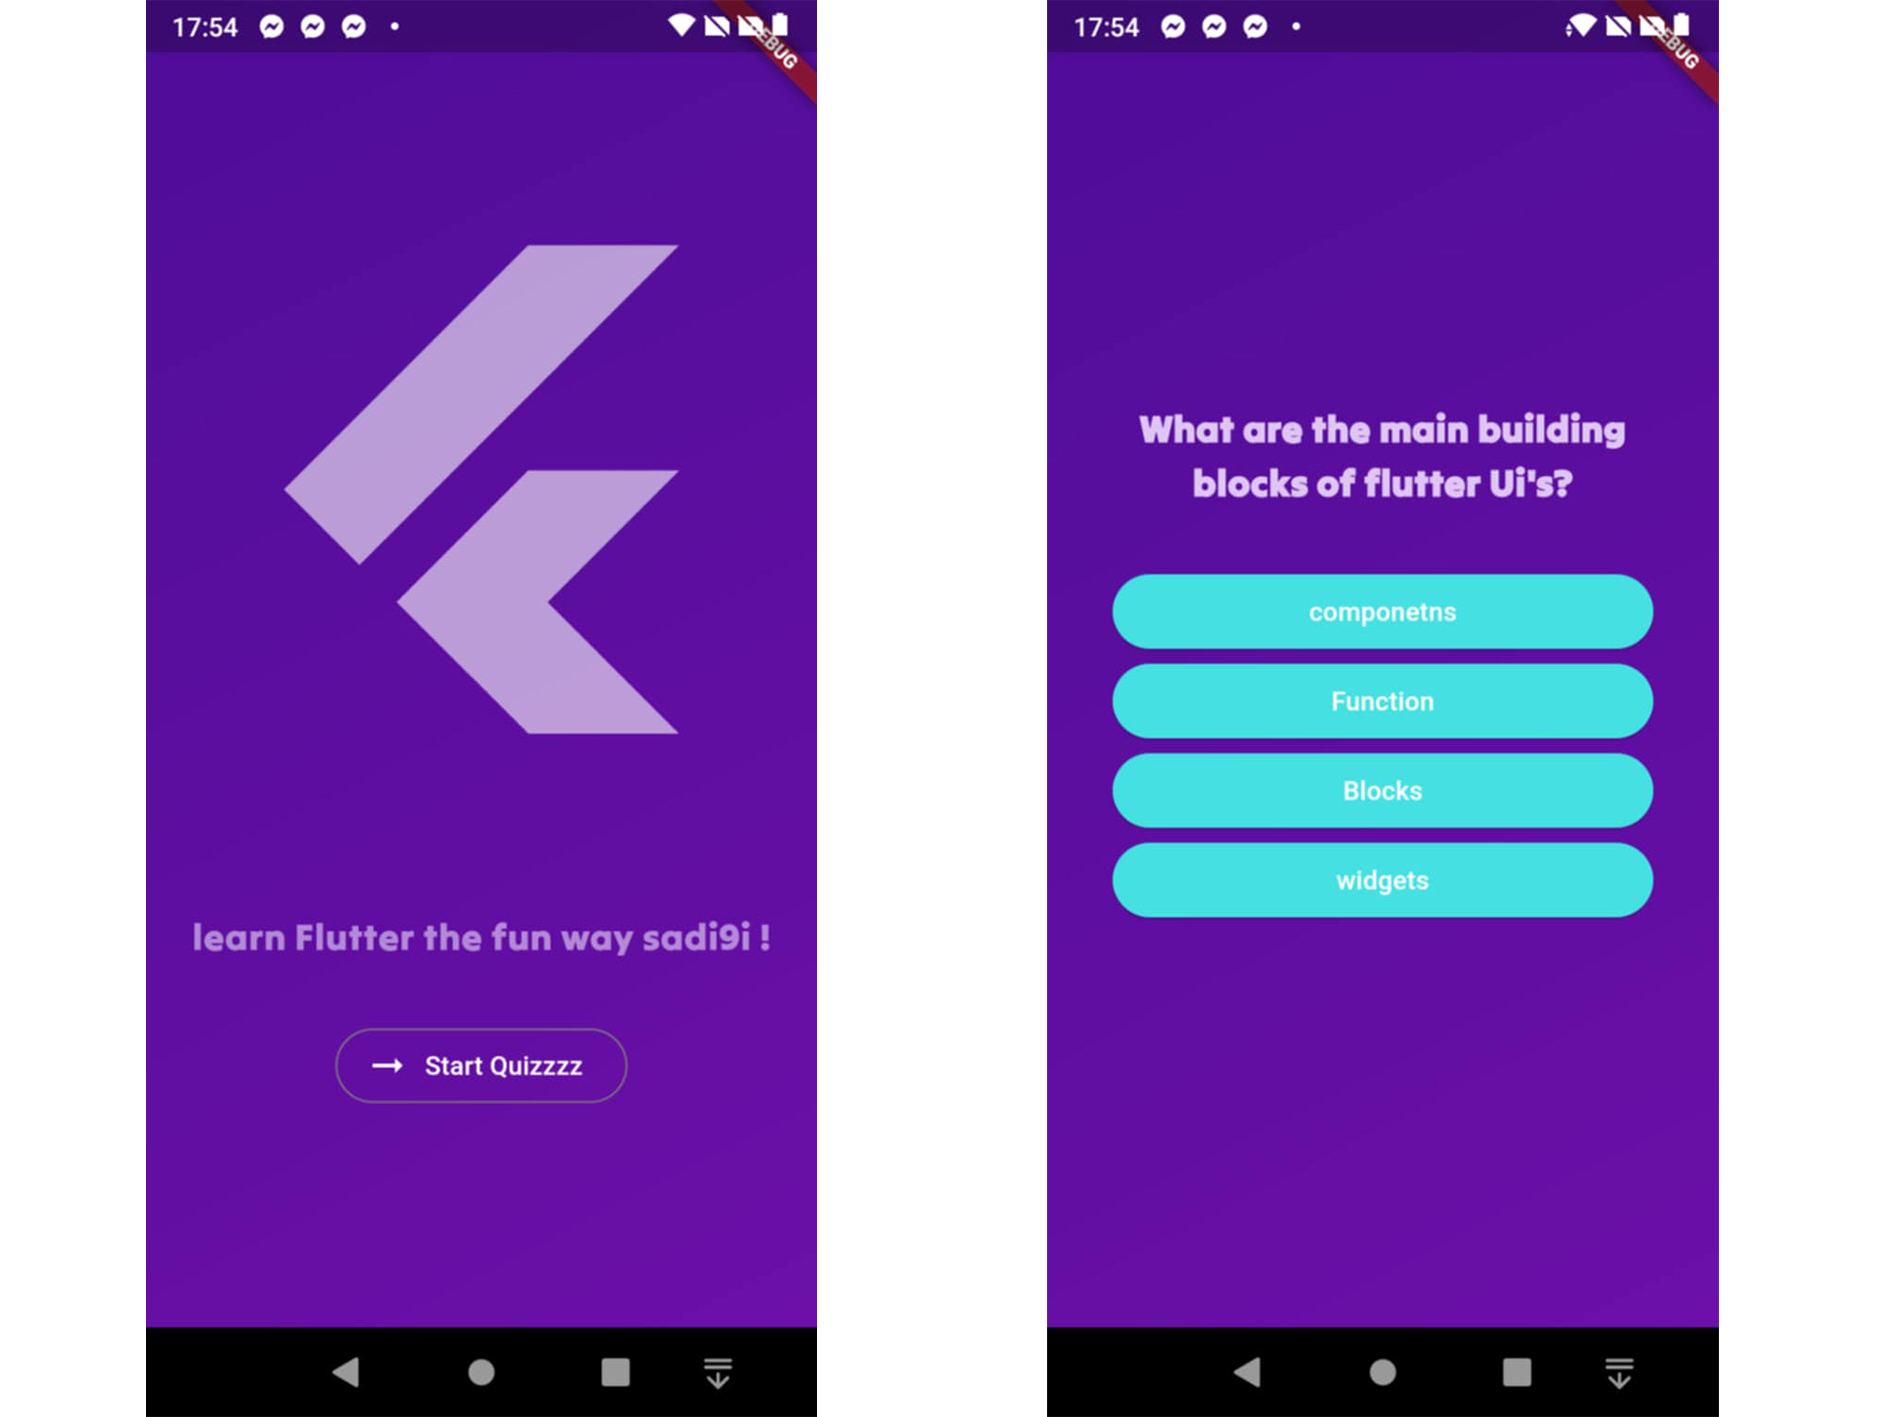 17:54
EBUG
learn Flutter the fun way sadi9i !
Start Quizzzz
17:54
EBUG
What are the main building
blocks of flutter Ui's?
componetns
Function
Blocks
widgets